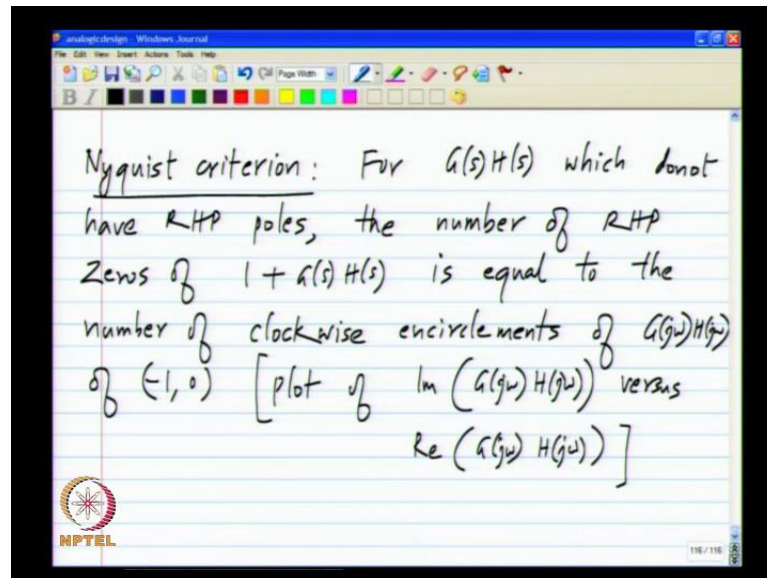 analogicdesign - Windows Journal
File Edit View Insert Actions Tools Help
Page Width
B I
Nyquist criterion: For G(s)H(s) which donot
have RHP poles, the number of RHP
zeros of 1 + G(s) H(s) is equal to the
number of clockwise encirclements of G(jω)H(jω)
of (-1, 0) [plot of Im (G(jω) H(jω)) versus
Re (G(jω) H(jω))]
NPTEL
116 / 116